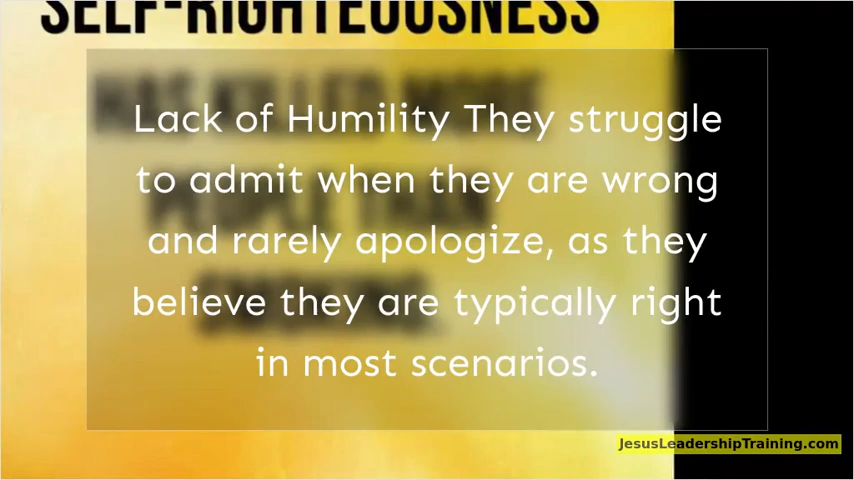 SELF-RIGHTEOUSNESS
Lack of Humility They struggle
to admit when they are wrong
and rarely apologize, as they
believe they are typically right
in most scenarios.
JesusLeadershipTraining.com